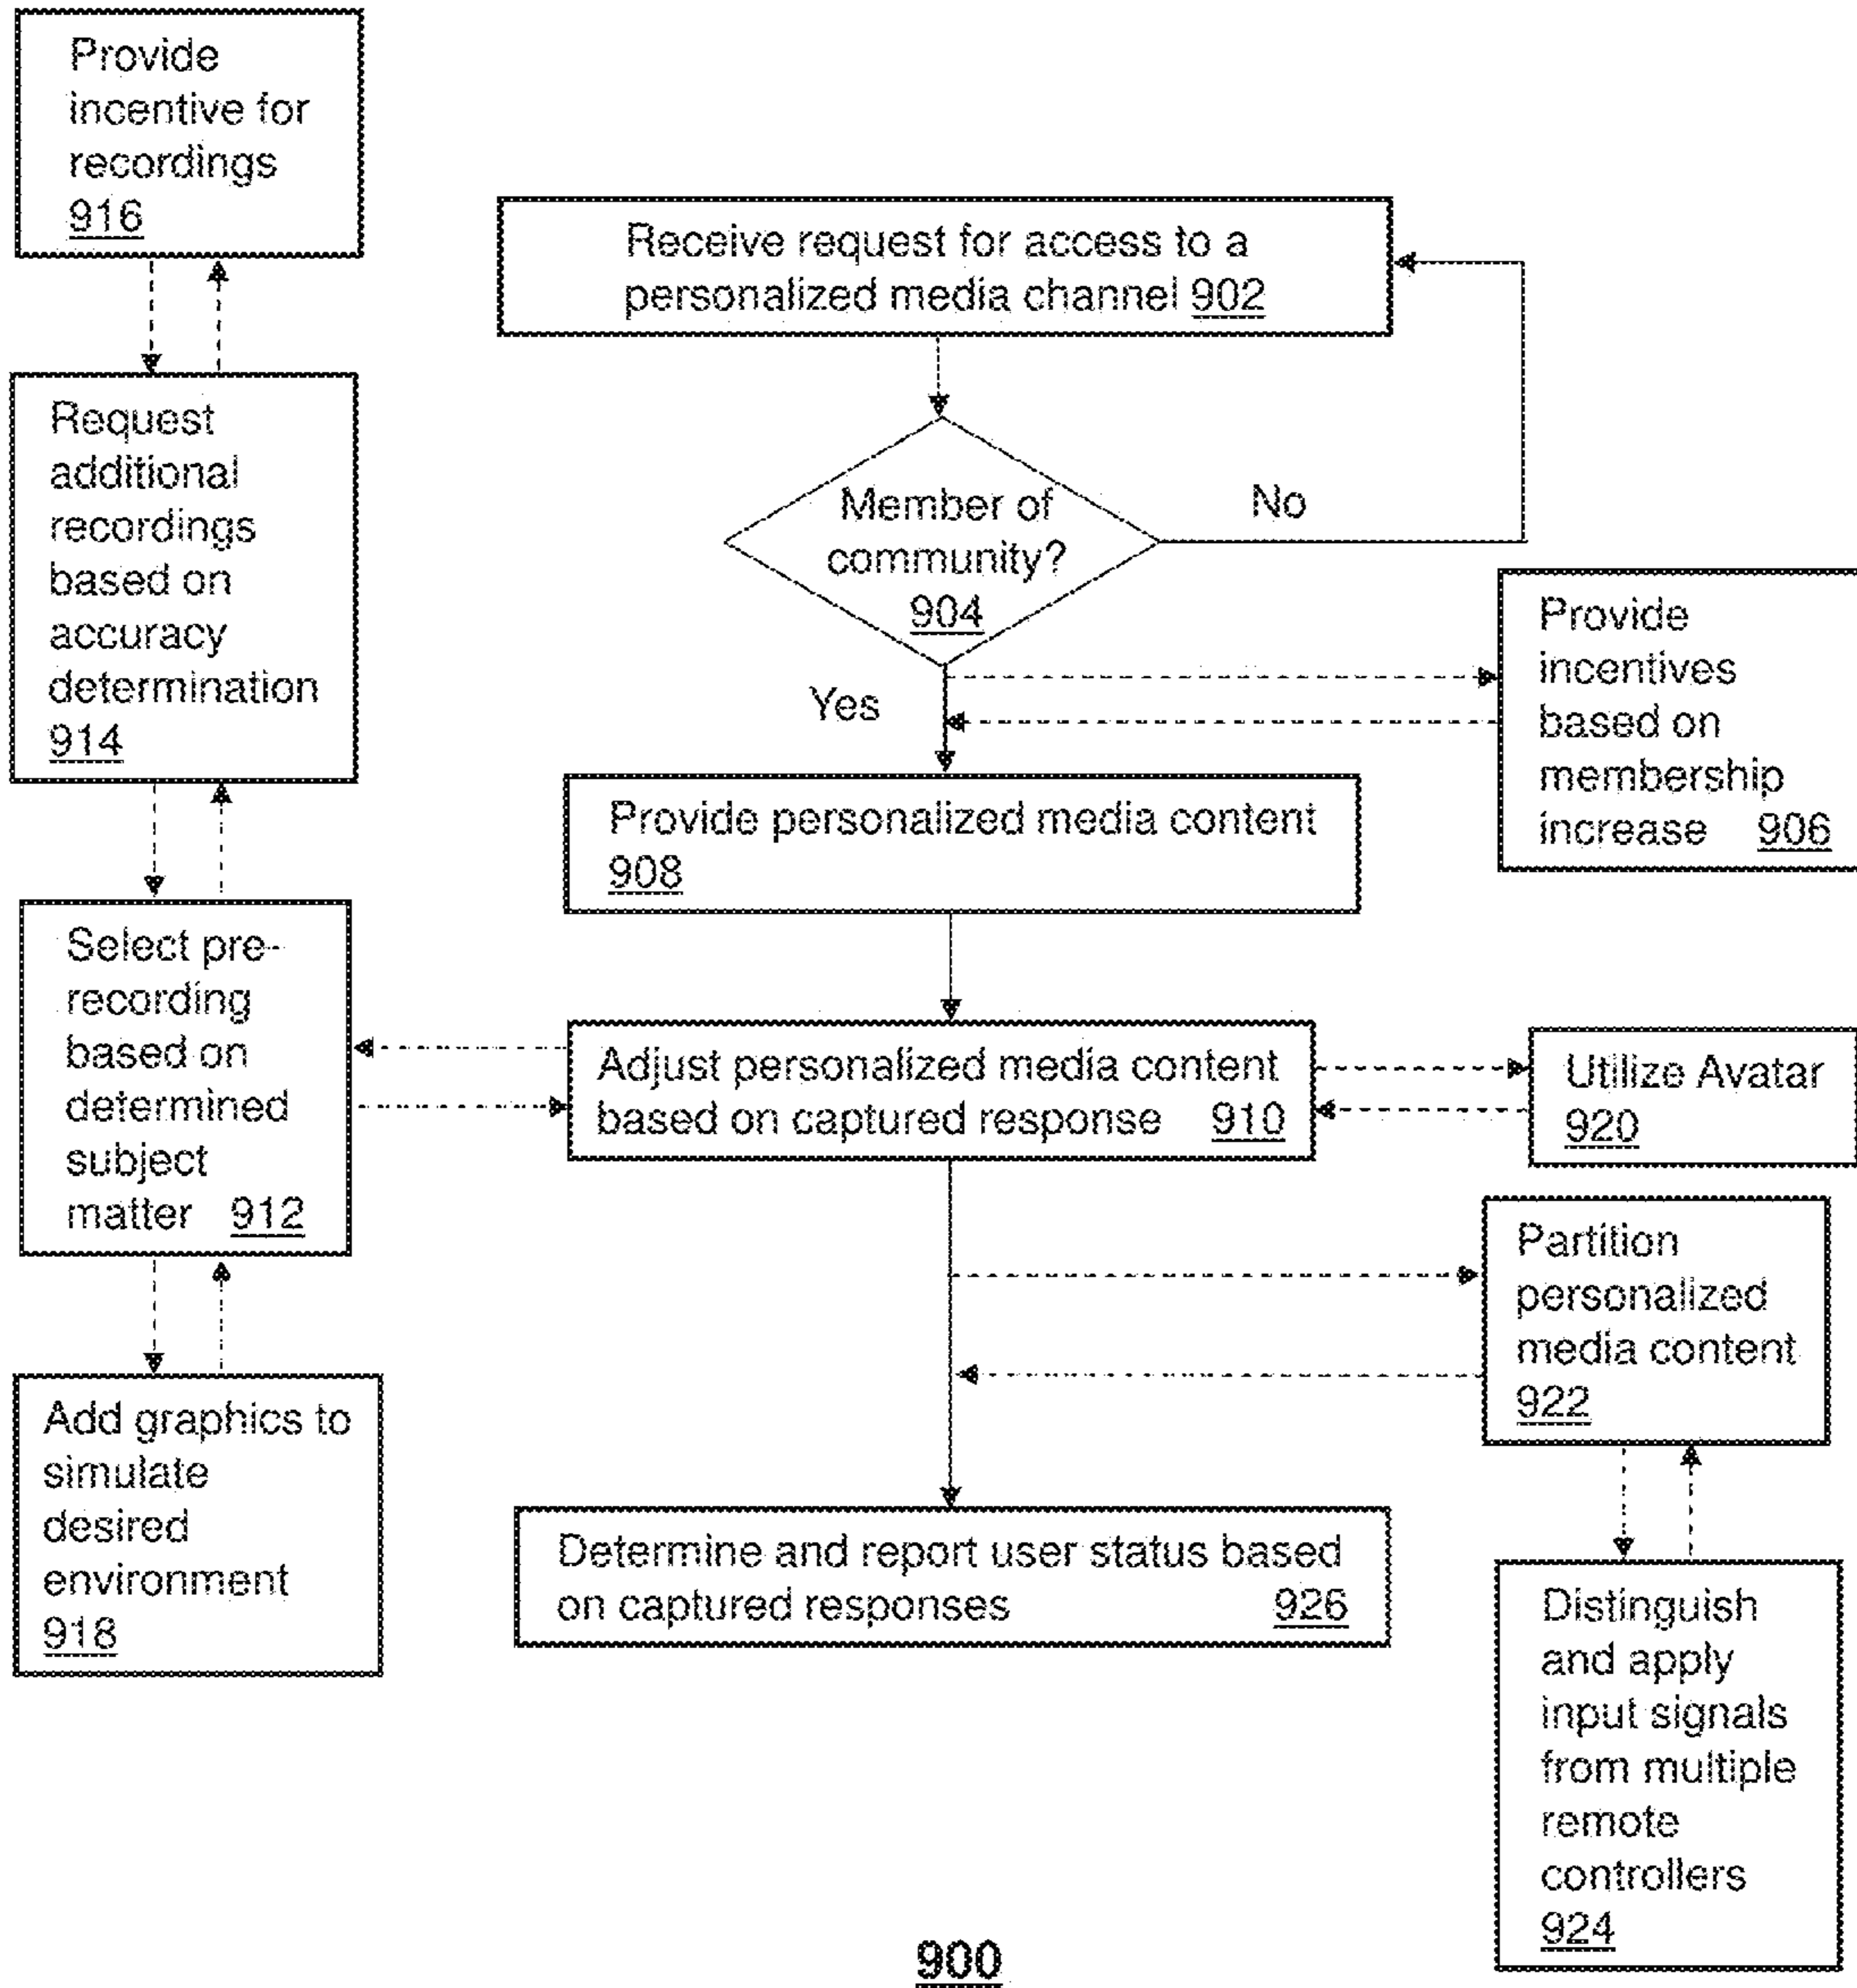 Provide
incentive for
recordings
916
Receive request for access to a
personalized media channel 902
Request
additional
recordings
based on
accuracy
determination
914
Member of
community?
904
No
Yes
Provide
incentives
based on
membership
increase 906
Provide personalized media content
908
Select pre-
recording
based on
determined
subject
matter 912
Adjust personalized media content
based on captured response 910
Utilize Avatar
920
Partition
personalized
media content
922
Add graphics to
simulate
desired
environment
918
Determine and report user status based
on captured responses 926
Distinguish
and apply
input signals
from multiple
remote
controllers
924
900